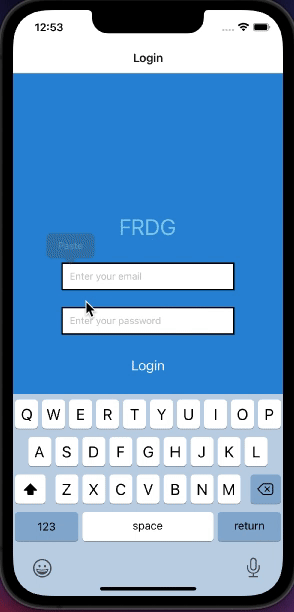 12:53
Login
FRDG
Paste
Enter your email
Enter your password
Login
Q W E R T Y U I O P
A S D F G H J K L
Z X C V B N M
123 space return